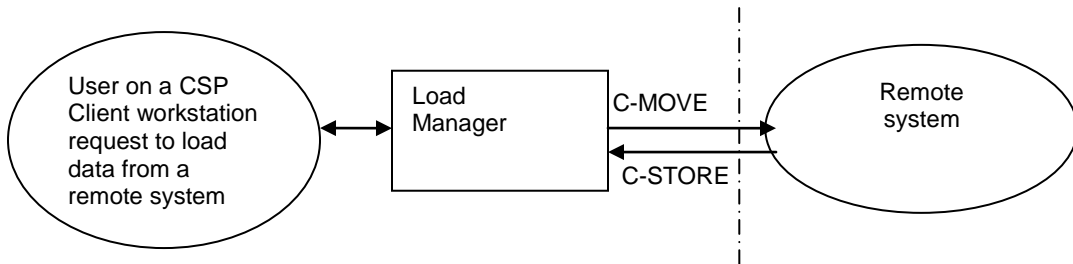 User on a CSP
Client workstation
request to load
data from a
remote system
Load
Manager
C-MOVE
C-STORE
Remote
system